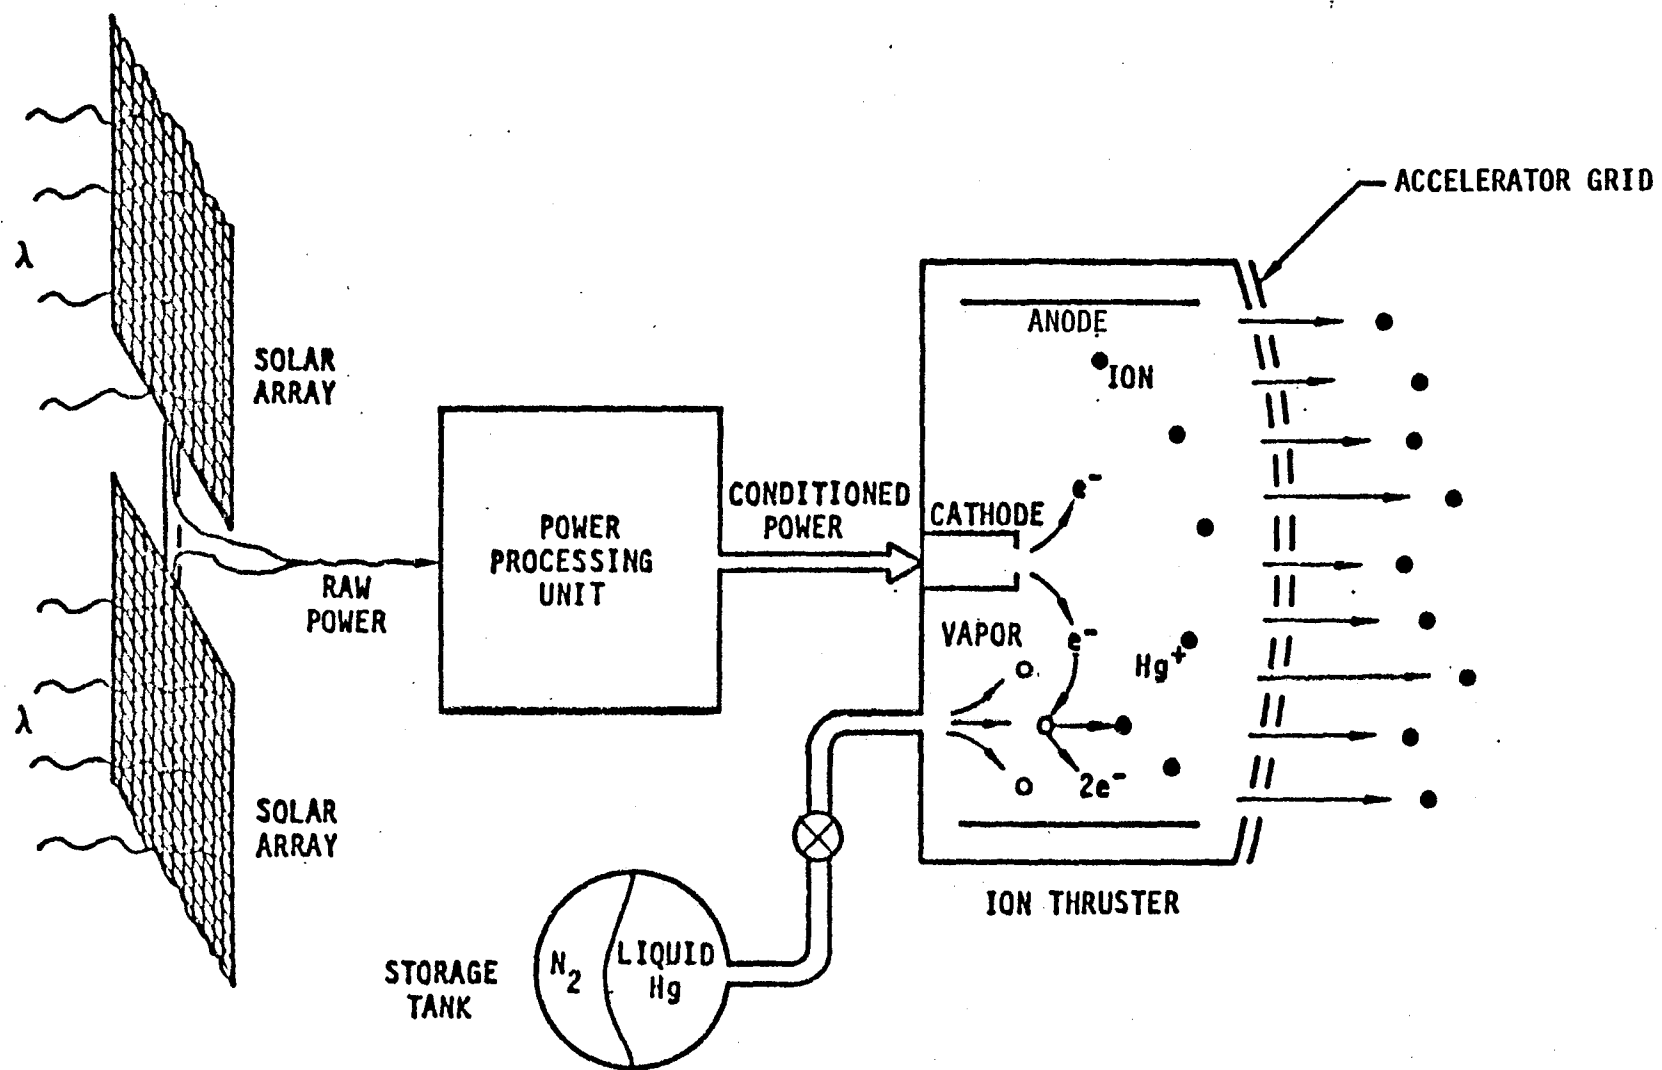 λ
SOLAR
ARRAY
RAW
POWER
λ
SOLAR
ARRAY
POWER
PROCESSING
UNIT
CONDITIONED
POWER
STORAGE
TANK
N₂
LIQUID
Hg
ACCELERATOR GRID
ANODE
ION
e⁻
CATHODE
VAPOR
e⁻
Hg⁺
2e⁻
ION THRUSTER